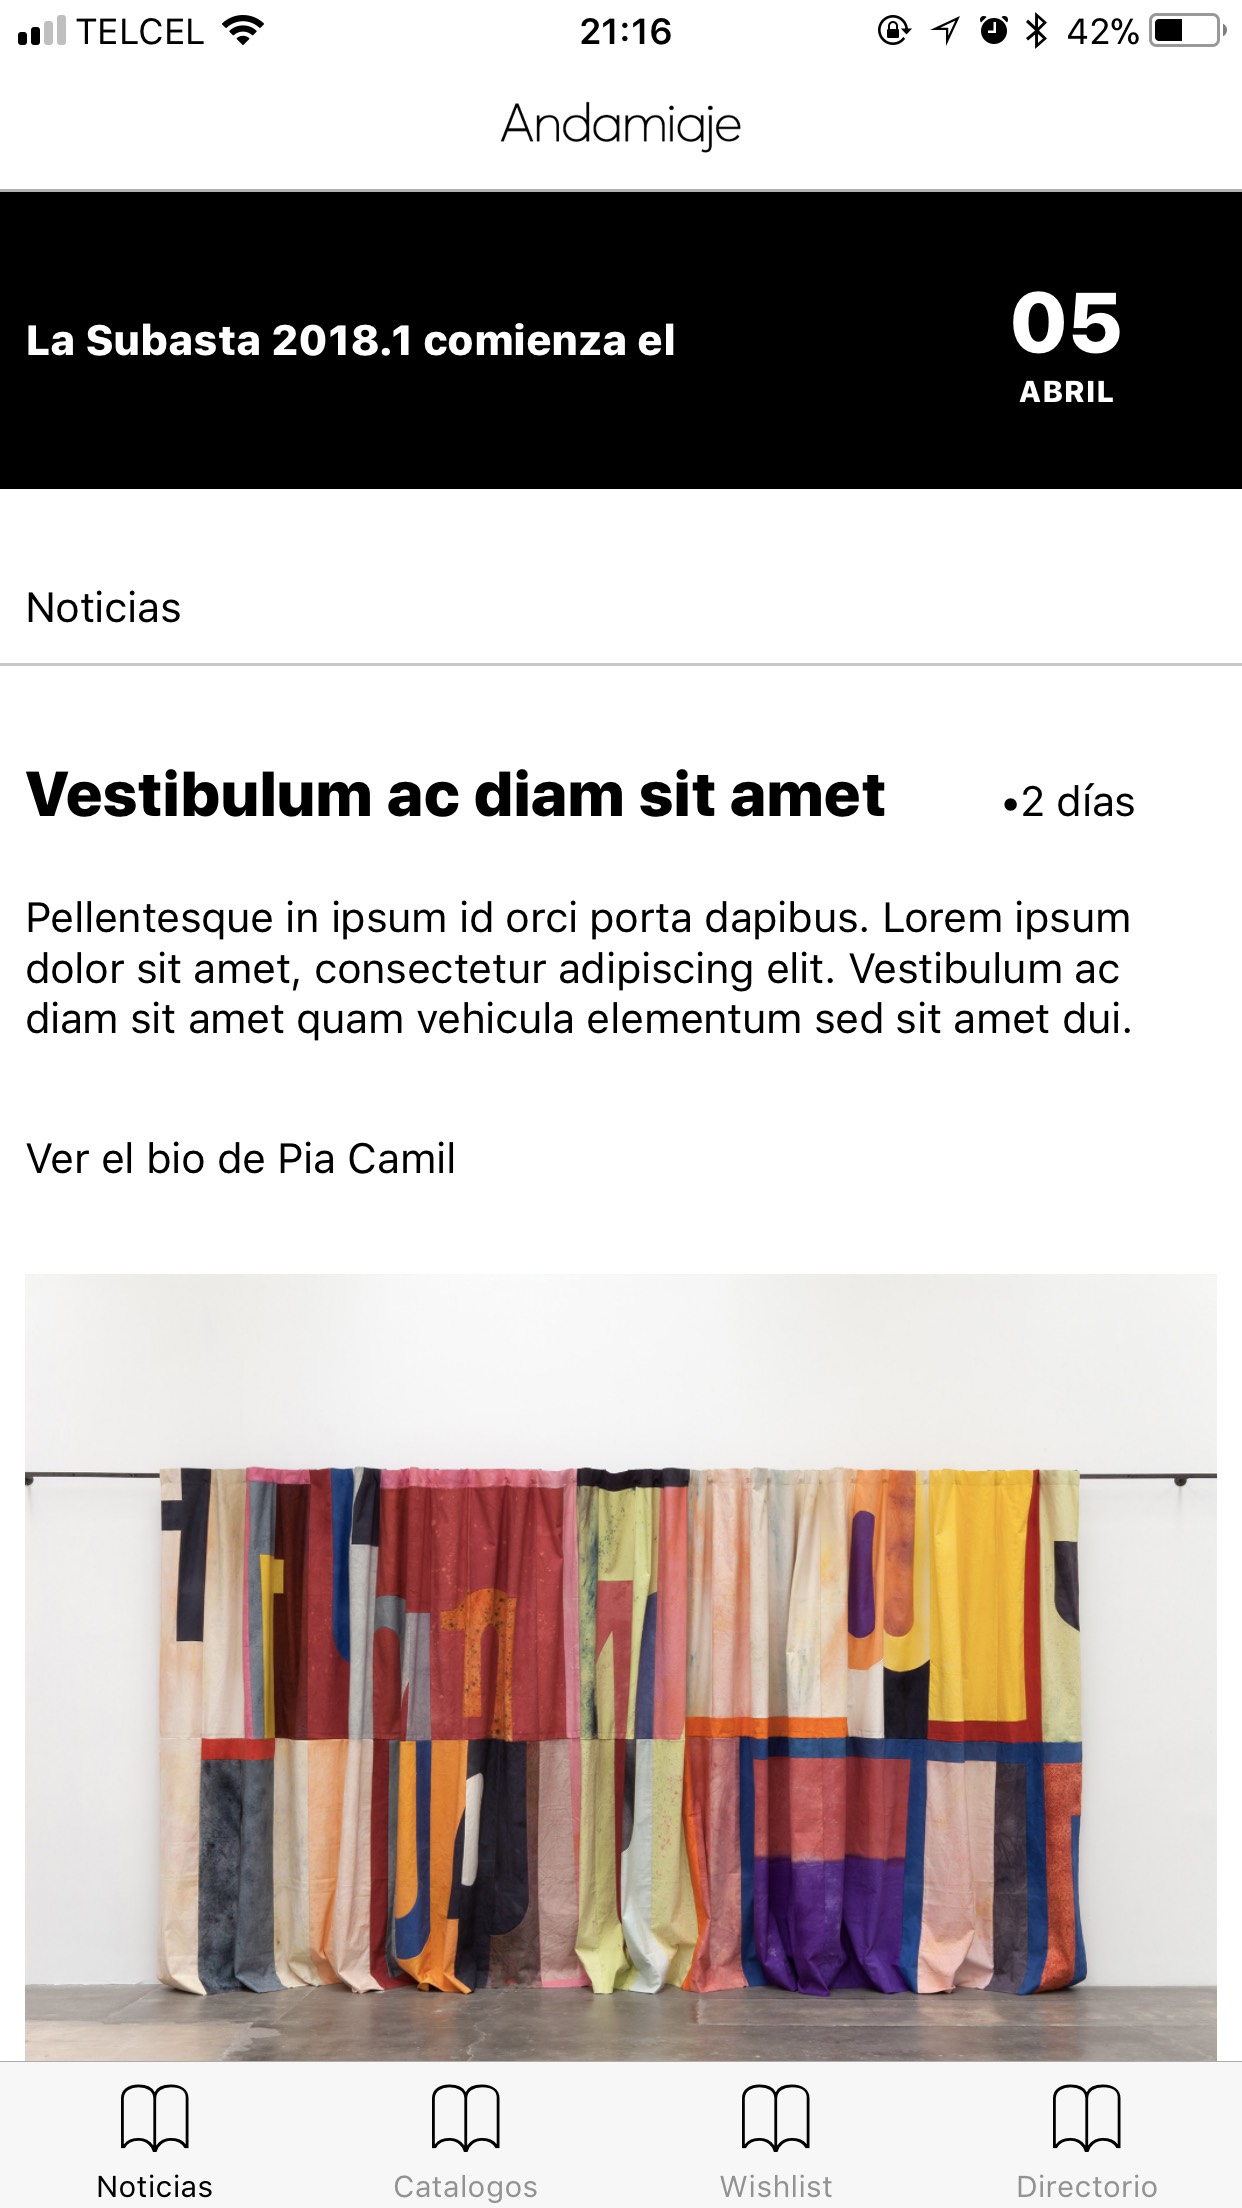 TELCEL 21:16 42%
Andamiaje
La Subasta 2018.1 comienza el
05
ABRIL
Noticias
Vestibulum ac diam sit amet •2 días
Pellentesque in ipsum id orci porta dapibus. Lorem ipsum
dolor sit amet, consectetur adipiscing elit. Vestibulum ac
diam sit amet quam vehicula elementum sed sit amet dui.
Ver el bio de Pia Camil
Noticias Catalogos Wishlist Directorio